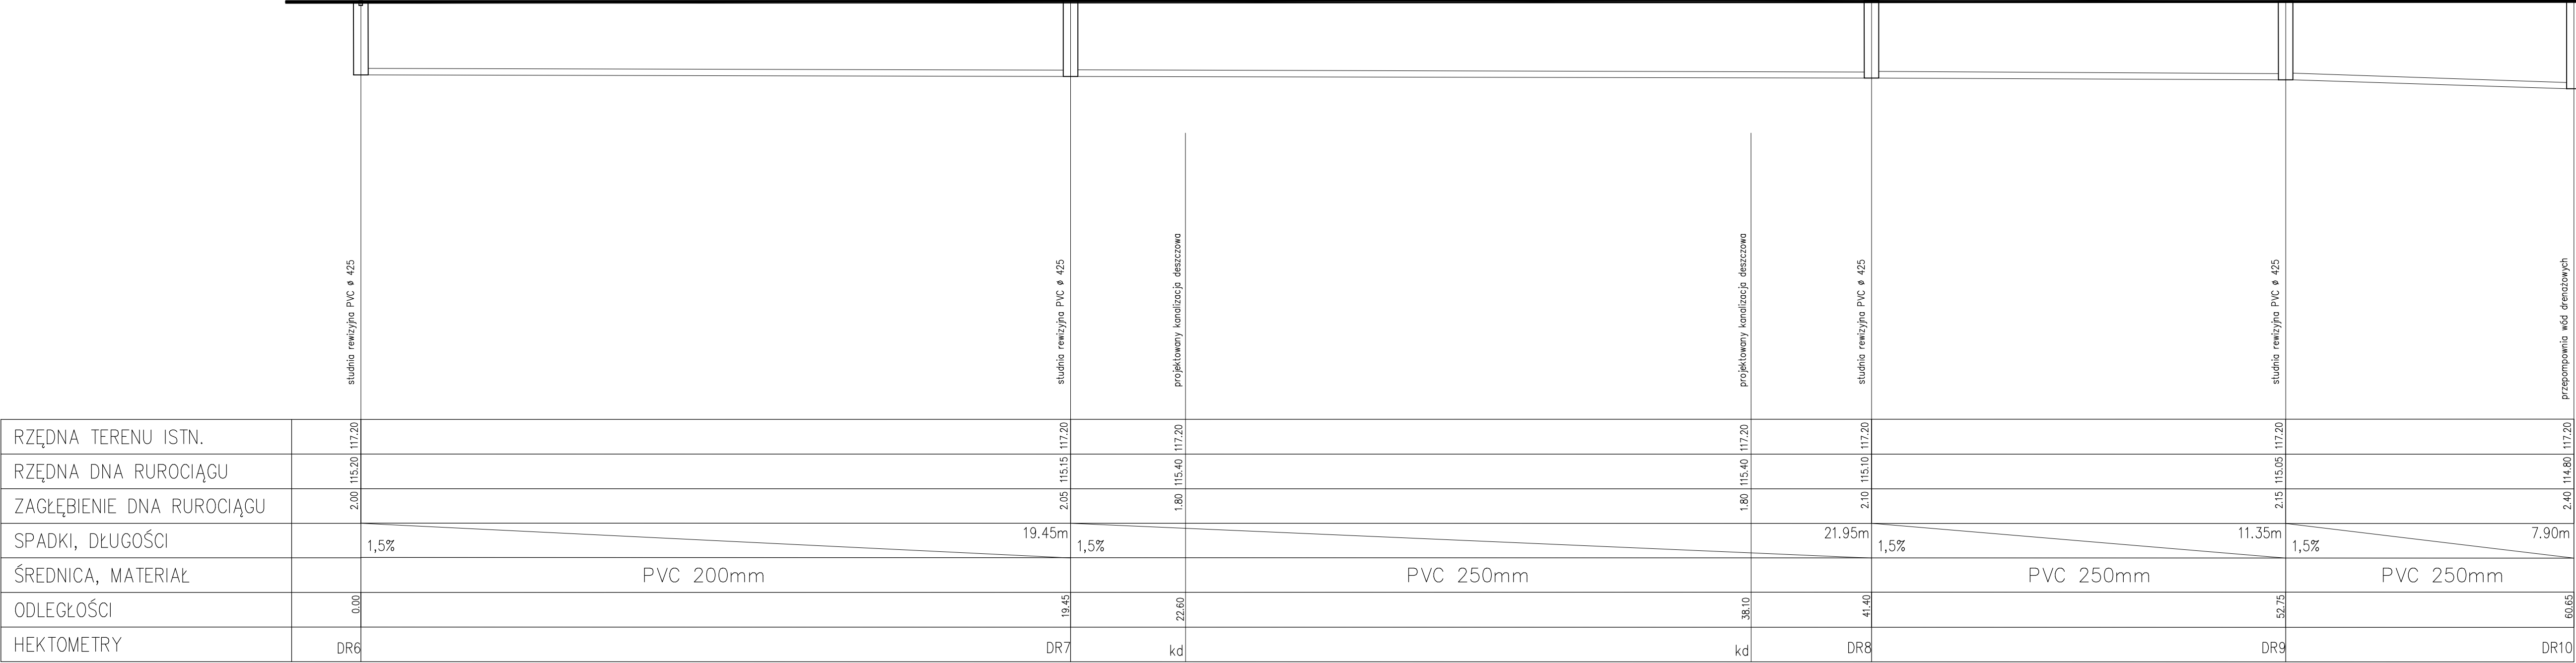 studnia rewizyjna PVC ø 425
studnia rewizyjna PVC ø 425
projektowany kanalizacja deszczowa
projektowany kanalizacja deszczowa
studnia rewizyjna PVC ø 425
studnia rewizyjna PVC ø 425
przepompownia wód drenażowych
RZĘDNA TERENU ISTN. 117.20 117.20 117.20 117.20 117.20 117.20 117.20
RZĘDNA DNA RUROCIĄGU 115.20 115.15 115.40 115.40 115.10 115.05 114.80
ZAGŁĘBIENIE DNA RUROCIĄGU 2.00 2.05 1.80 1.80 2.10 2.15 2.40
SPADKI, DŁUGOŚCI 1,5% 19.45m 1,5% 21.95m 1,5% 11.35m 1,5% 7.90m
ŚREDNICA, MATERIAŁ PVC 200mm PVC 250mm PVC 250mm PVC 250mm
ODLEGŁOŚCI 0.00 19.45 22.60 38.10 41.40 52.75 60.65
HEKTOMETRY DR6 DR7 kd kd DR8 DR9 DR10